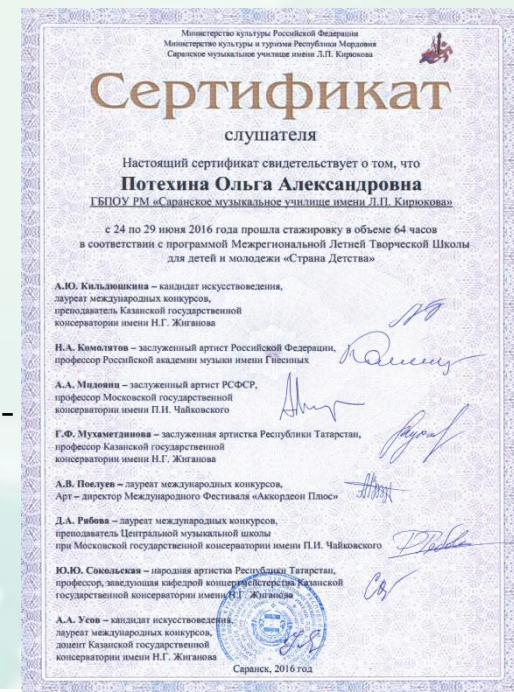 Министерство культуры Российской Федерации
Министерство культуры и туризма Республики Мордовия
Саранское музыкальное училище имени Л.П. Кирюкова
Сертификат
слушателя
Настоящий сертификат свидетельствует о том, что
Потехина Ольга Александровна
ГБПОУ РМ «Саранское музыкальное училище имени Л.П. Кирюкова»
с 24 по 29 июня 2016 года прошла стажировку в объеме 64 часов
в соответствии с программой Межрегиональной Летней Творческой Школы
для детей и молодежи «Страна Детства»
А.Ю. Кильдюшкина – кандидат искусствоведения,
лауреат международных конкурсов,
преподаватель Казанской государственной
консерватории имени Н.Г. Жиганова
Н.А. Комолятов – заслуженный артист Российской Федерации,
профессор Российской академии музыки имени Гнесиных
А.А. Мндоянц – заслуженный артист РСФСР,
профессор Московской государственной
консерватории имени П.И. Чайковского
–
Г.Ф. Мухаметдинова – заслуженная артистка Республики Татарстан,
профессор Казанской государственной
консерватории имени Н.Г. Жиганова
А.В. Поелуев – лауреат международных конкурсов,
Арт – директор Международного Фестиваля «Аккордеон Плюс»
Д.А. Рябова – лауреат международных конкурсов,
преподаватель Центральной музыкальной школы
при Московской государственной консерватории имени П.И. Чайковского
Ю.Ю. Сокольская – народная артистка Республики Татарстан,
профессор, заведующая кафедрой концертмейстерства Казанской
государственной консерватории имени Н.Г. Жиганова
А.А. Усов – кандидат искусствоведения,
лауреат международных конкурсов,
доцент Казанской государственной
консерватории имени Н.Г. Жиганова
Саранск, 2016 год